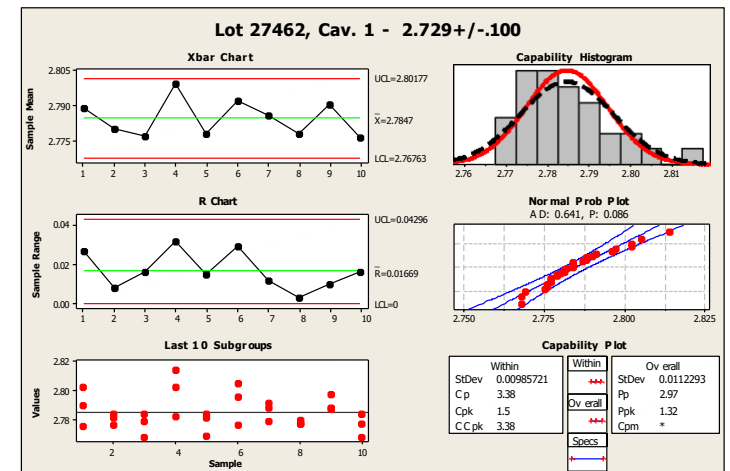 Lot 27462, Cav. 1 - 2.729+/-.100
Xbar Chart
Sample Mean
2.805
2.790
2.775
UCL=2.80177
X=2.7847
LCL=2.76763
1 2 3 4 5 6 7 8 9 10
R Chart
Sample Range
0.04
0.02
0.00
UCL=0.04296
R=0.01669
LCL=0
1 2 3 4 5 6 7 8 9 10
Last 10 Subgroups
Values
2.82
2.80
2.78
2 4 6 8 10
Sample
Capability Histogram
2.76 2.77 2.78 2.79 2.80 2.81
Normal Prob Plot
AD: 0.641, P: 0.086
2.750 2.775 2.800 2.825
Capability Plot
Within
StDev 0.00985721
Cp 3.38
Cpk 1.5
CCpk 3.38
Within
Overall
Specs
Overall
StDev 0.0112293
Pp 2.97
Ppk 1.32
Cpm *